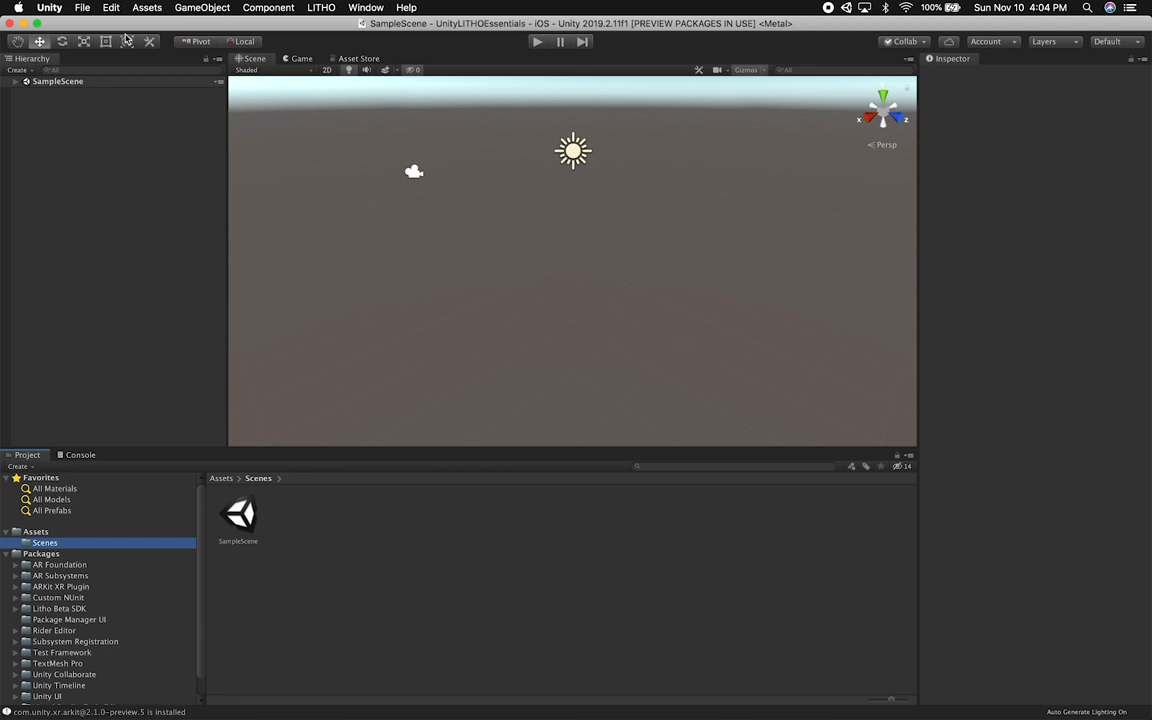 Unity File Edit Assets GameObject Component LITHO Window Help 100% Sun Nov 10 4:04 PM
SampleScene - UnityLITHOEssentials - iOS - Unity 2019.2.11f1 [PREVIEW PACKAGES IN USE] <Metal>
Pivot Local Collab Account Layers Default
Hierarchy Scene Game Asset Store Inspector
Create All Shaded 2D 0 Gizmos All
SampleScene
x z
Persp
Project Console
Create 14
Favorites Assets > Scenes >
All Materials
All Models
All Prefabs
Assets
Scenes SampleScene
Packages
AR Foundation
AR Subsystems
ARKit XR Plugin
Custom NUnit
Litho Beta SDK
Package Manager UI
Rider Editor
Subsystem Registration
Test Framework
TextMesh Pro
Unity Collaborate
Unity Timeline
Unity UI
com.unity.xr.arkit@2.1.0-preview.5 is installed Auto Generate Lighting On